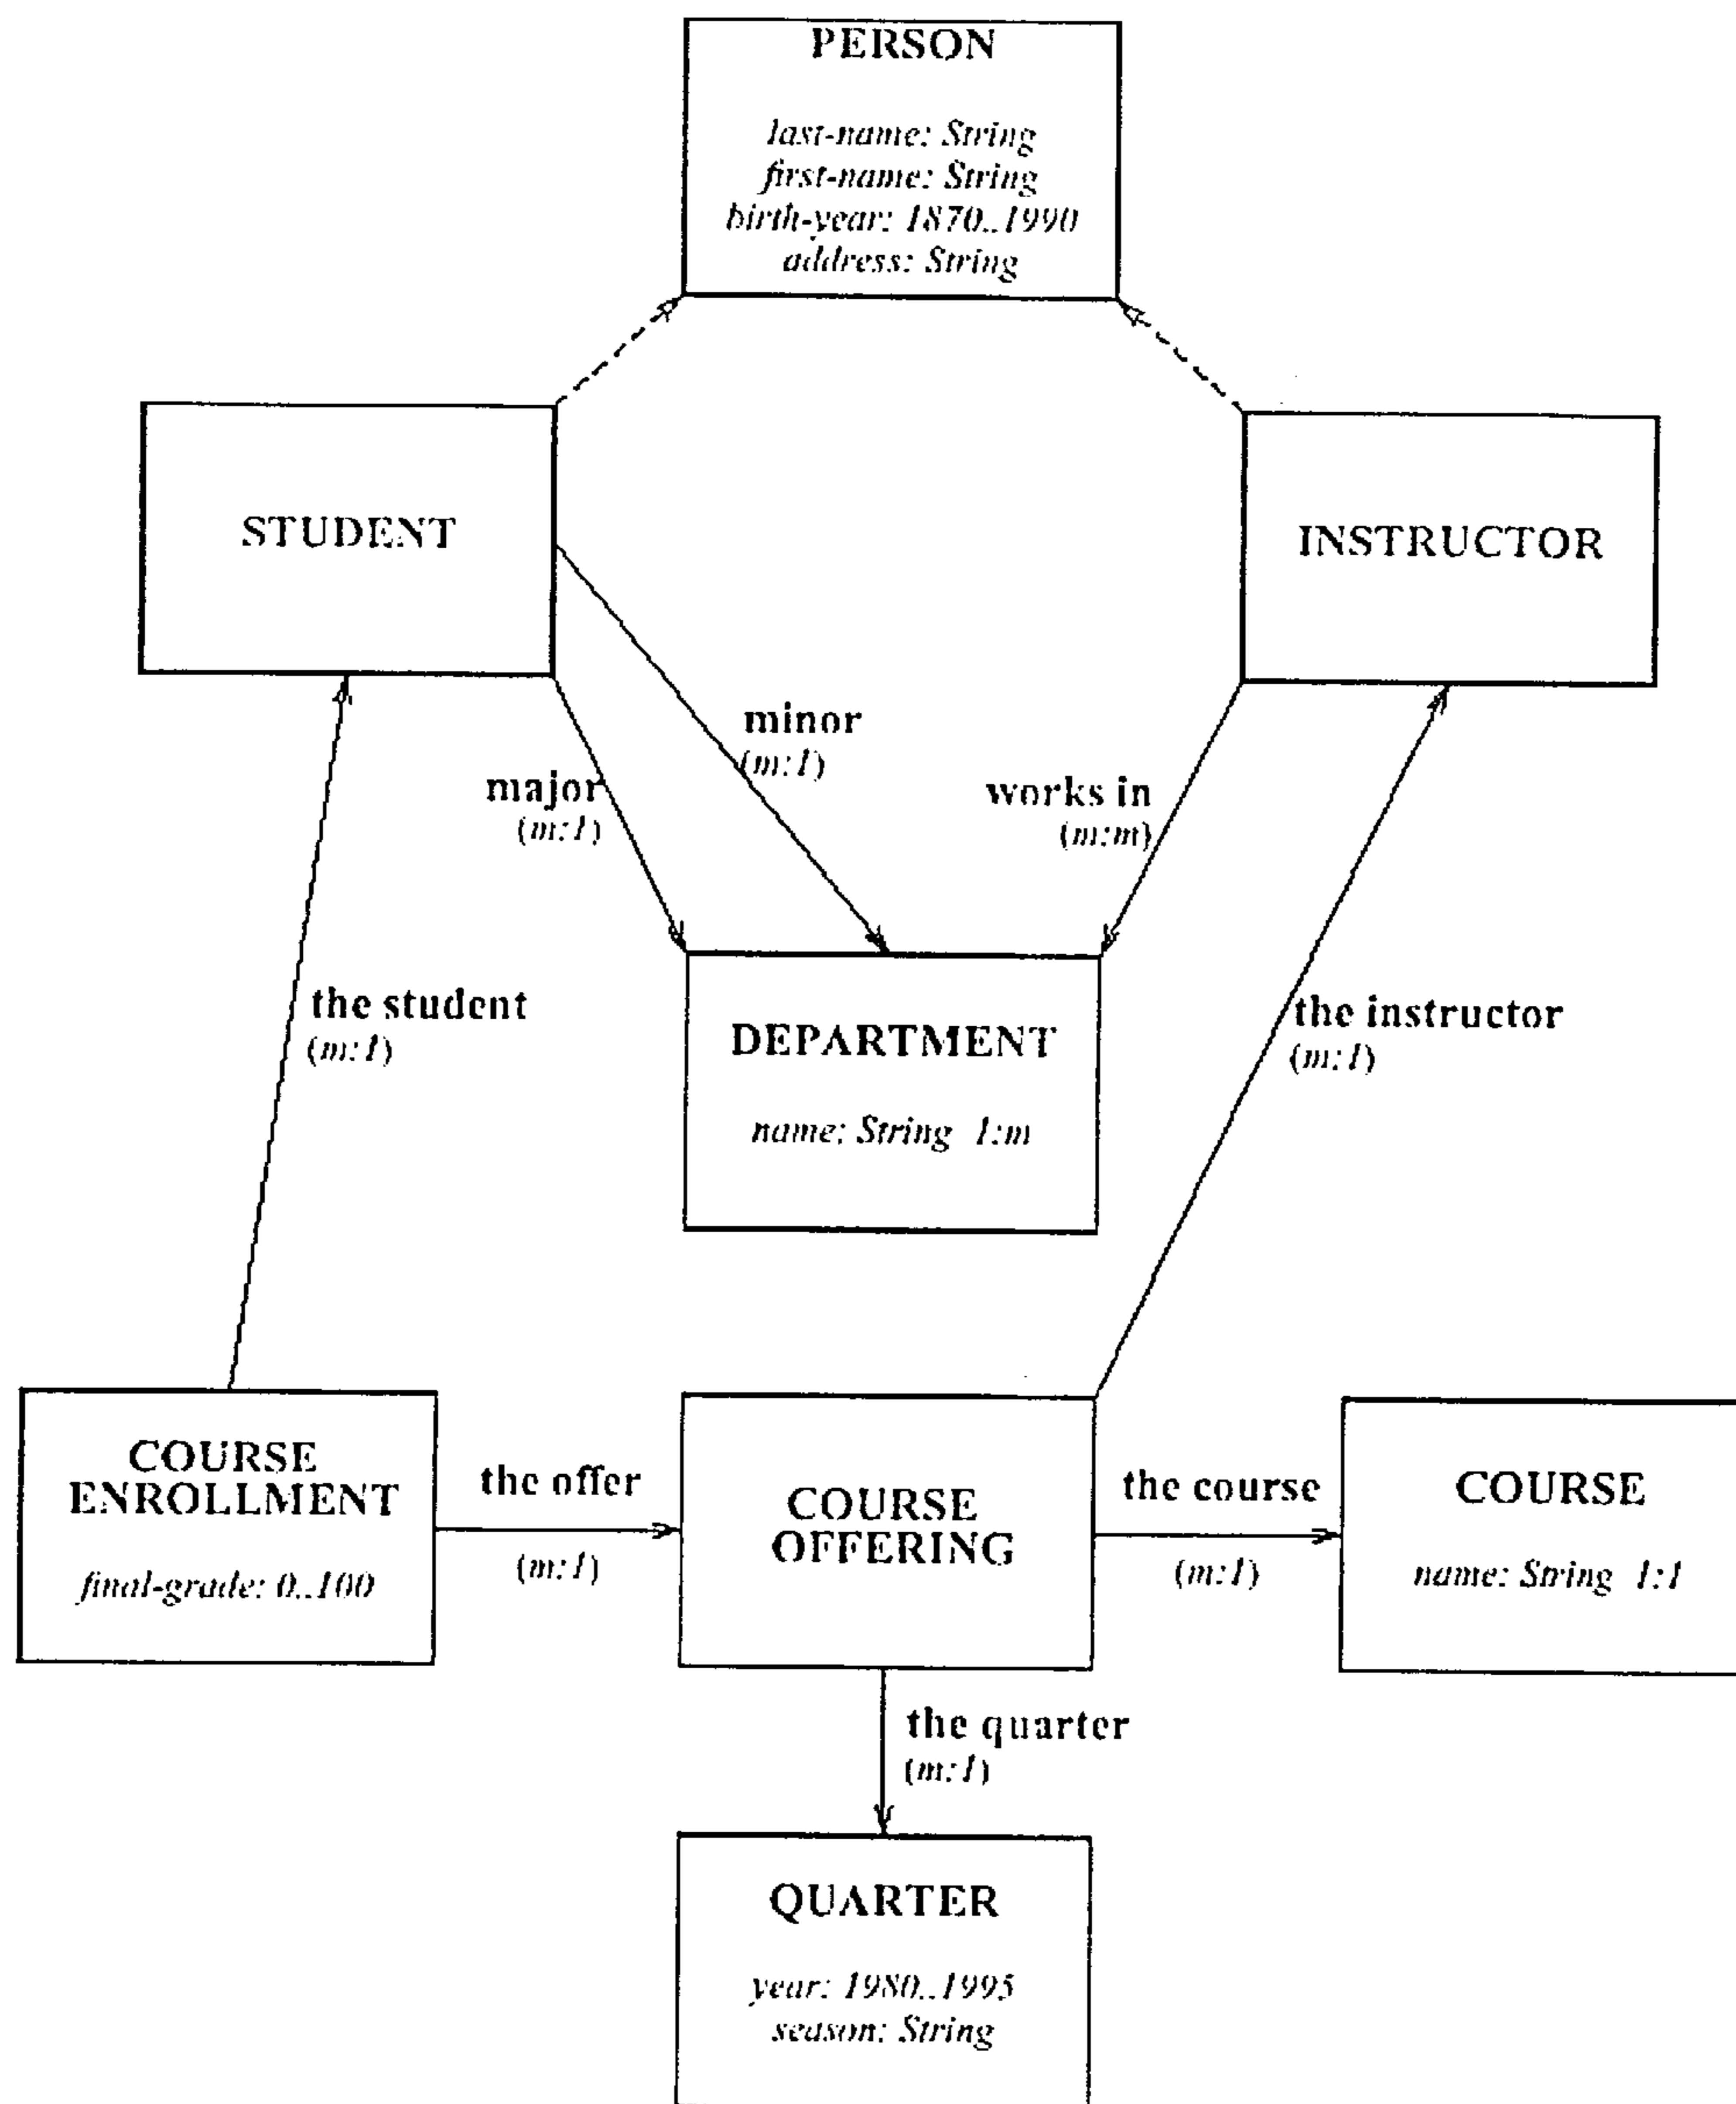 PERSON
last-name: String
first-name: String
birth-year: 1870..1990
address: String
STUDENT
INSTRUCTOR
minor
(m:1)
major
(m:1)
works in
(m:m)
the student
(m:1)
the instructor
(m:1)
DEPARTMENT
name: String 1:m
COURSE
ENROLLMENT
final-grade: 0..100
the offer
(m:1)
COURSE
OFFERING
the course
(m:1)
COURSE
name: String 1:1
the quarter
(m:1)
QUARTER
year: 1980..1995
season: String